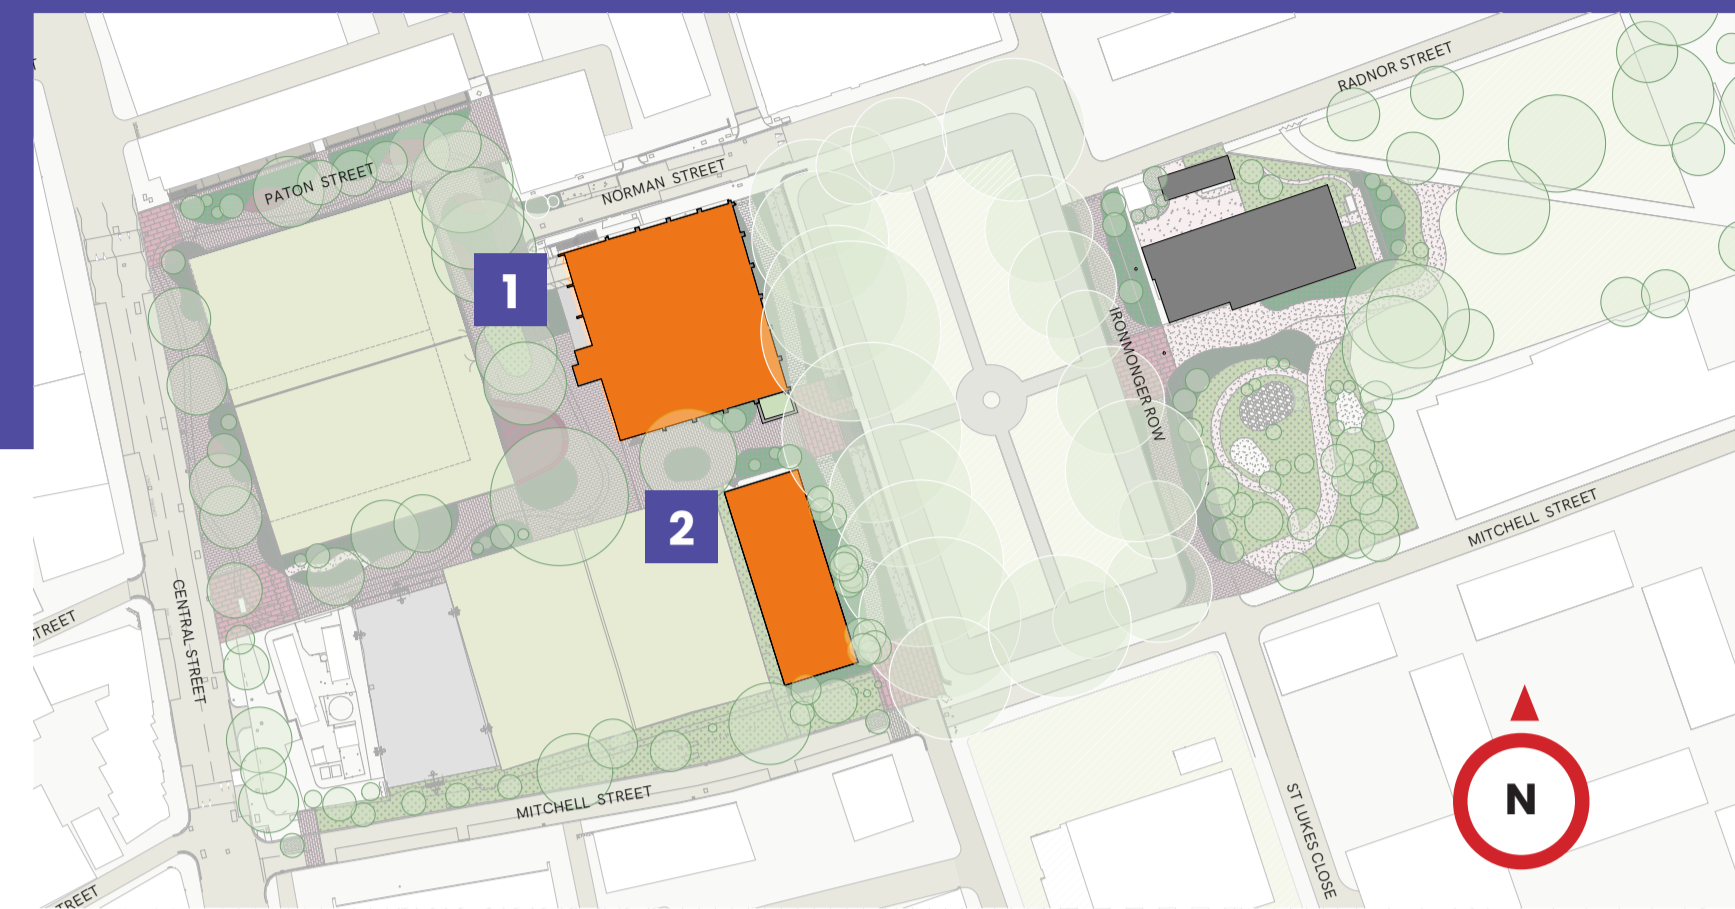 RADNOR STREET
PATON STREET
NORMAN STREET
1
IRONMONGER ROW
2
MITCHELL STREET
CENTRAL STREET
TREET
MITCHELL STREET
ST LUKES CLOSE
N
TREET